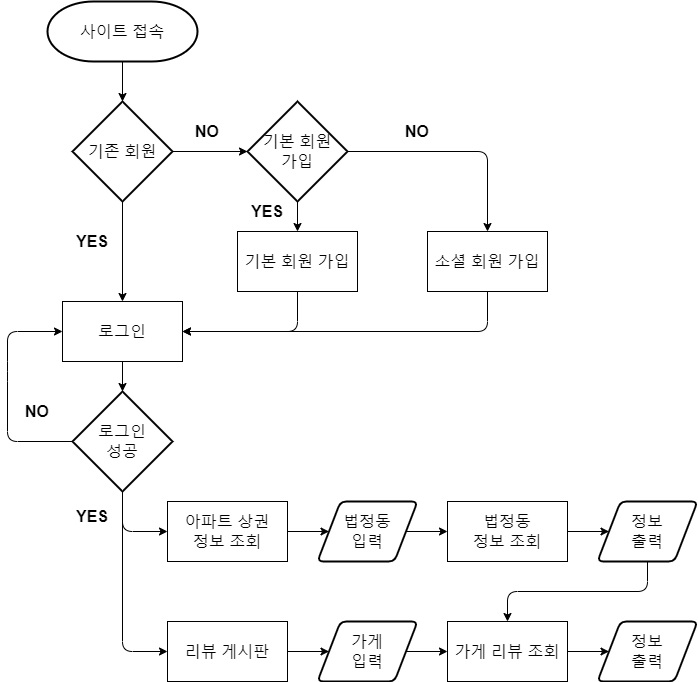 사이트 접속
기존 회원
NO
기본 회원
가입
NO
YES
YES
기본 회원 가입
소셜 회원 가입
로그인
NO
로그인
성공
YES
아파트 상권
정보 조회
법정동
입력
법정동
정보 조회
정보
출력
리뷰 게시판
가게
입력
가게 리뷰 조회
정보
출력